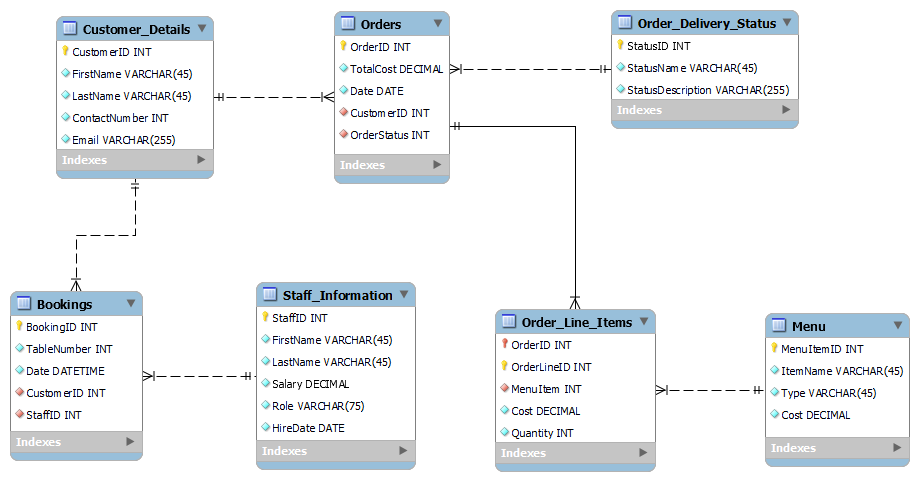 Customer_Details
CustomerID INT
FirstName VARCHAR(45)
LastName VARCHAR(45)
ContactNumber INT
Email VARCHAR(255)
Indexes
Orders
OrderID INT
TotalCost DECIMAL
Date DATE
CustomerID INT
OrderStatus INT
Indexes
Order_Delivery_Status
StatusID INT
StatusName VARCHAR(45)
StatusDescription VARCHAR(255)
Indexes
Bookings
BookingID INT
TableNumber INT
Date DATETIME
CustomerID INT
StaffID INT
Indexes
Staff_Information
StaffID INT
FirstName VARCHAR(45)
LastName VARCHAR(45)
Salary DECIMAL
Role VARCHAR(75)
HireDate DATE
Indexes
Order_Line_Items
OrderID INT
OrderLineID INT
MenuItem INT
Cost DECIMAL
Quantity INT
Indexes
Menu
MenuItemID INT
ItemName VARCHAR(45)
Type VARCHAR(45)
Cost DECIMAL
Indexes